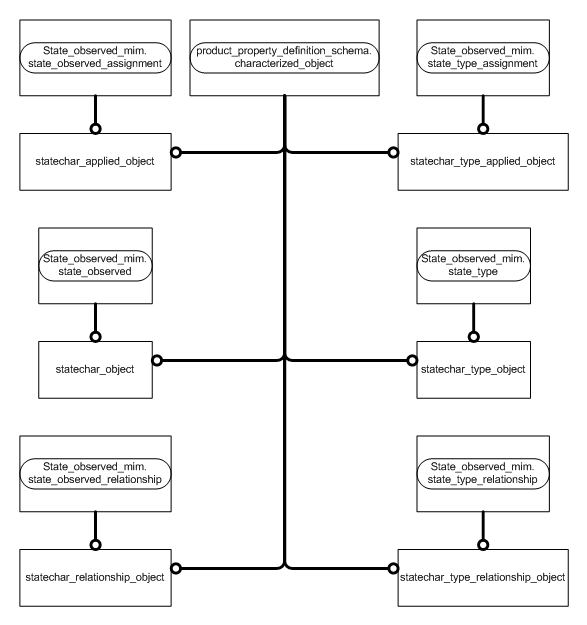 State_observed_mim.
state_observed_assignment
product_property_definition_schema.
characterized_object
State_observed_mim.
state_type_assignment
statechar_applied_object
statechar_type_applied_object
State_observed_mim.
state_observed
State_observed_mim.
state_type
statechar_object
statechar_type_object
State_observed_mim.
state_observed_relationship
State_observed_mim.
state_type_relationship
statechar_relationship_object
statechar_type_relationship_object